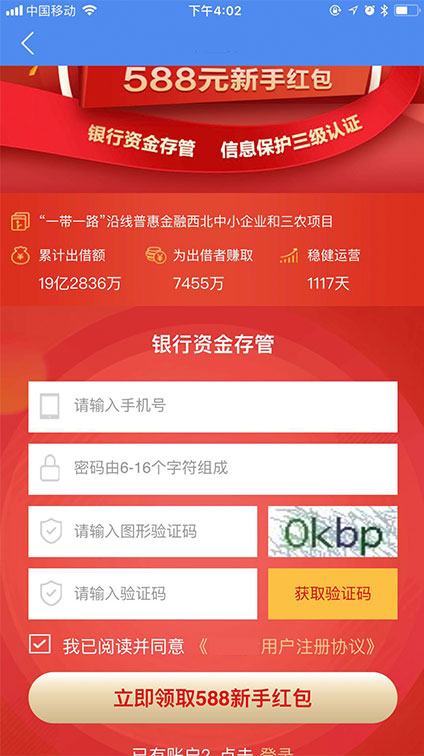 中国移动
下午4:02
588元新手红包
银行资金存管 信息保护三级认证
“一带一路”沿线普惠金融西北中小企业和三农项目
累计出借额 为出借者赚取 稳健运营
19亿2836万 7455万 1117天
银行资金存管
请输入手机号
密码由6-16个字符组成
请输入图形验证码 0kbp
请输入验证码 获取验证码
我已阅读并同意《 用户注册协议》
立即领取588新手红包
已有账户？点击 登录